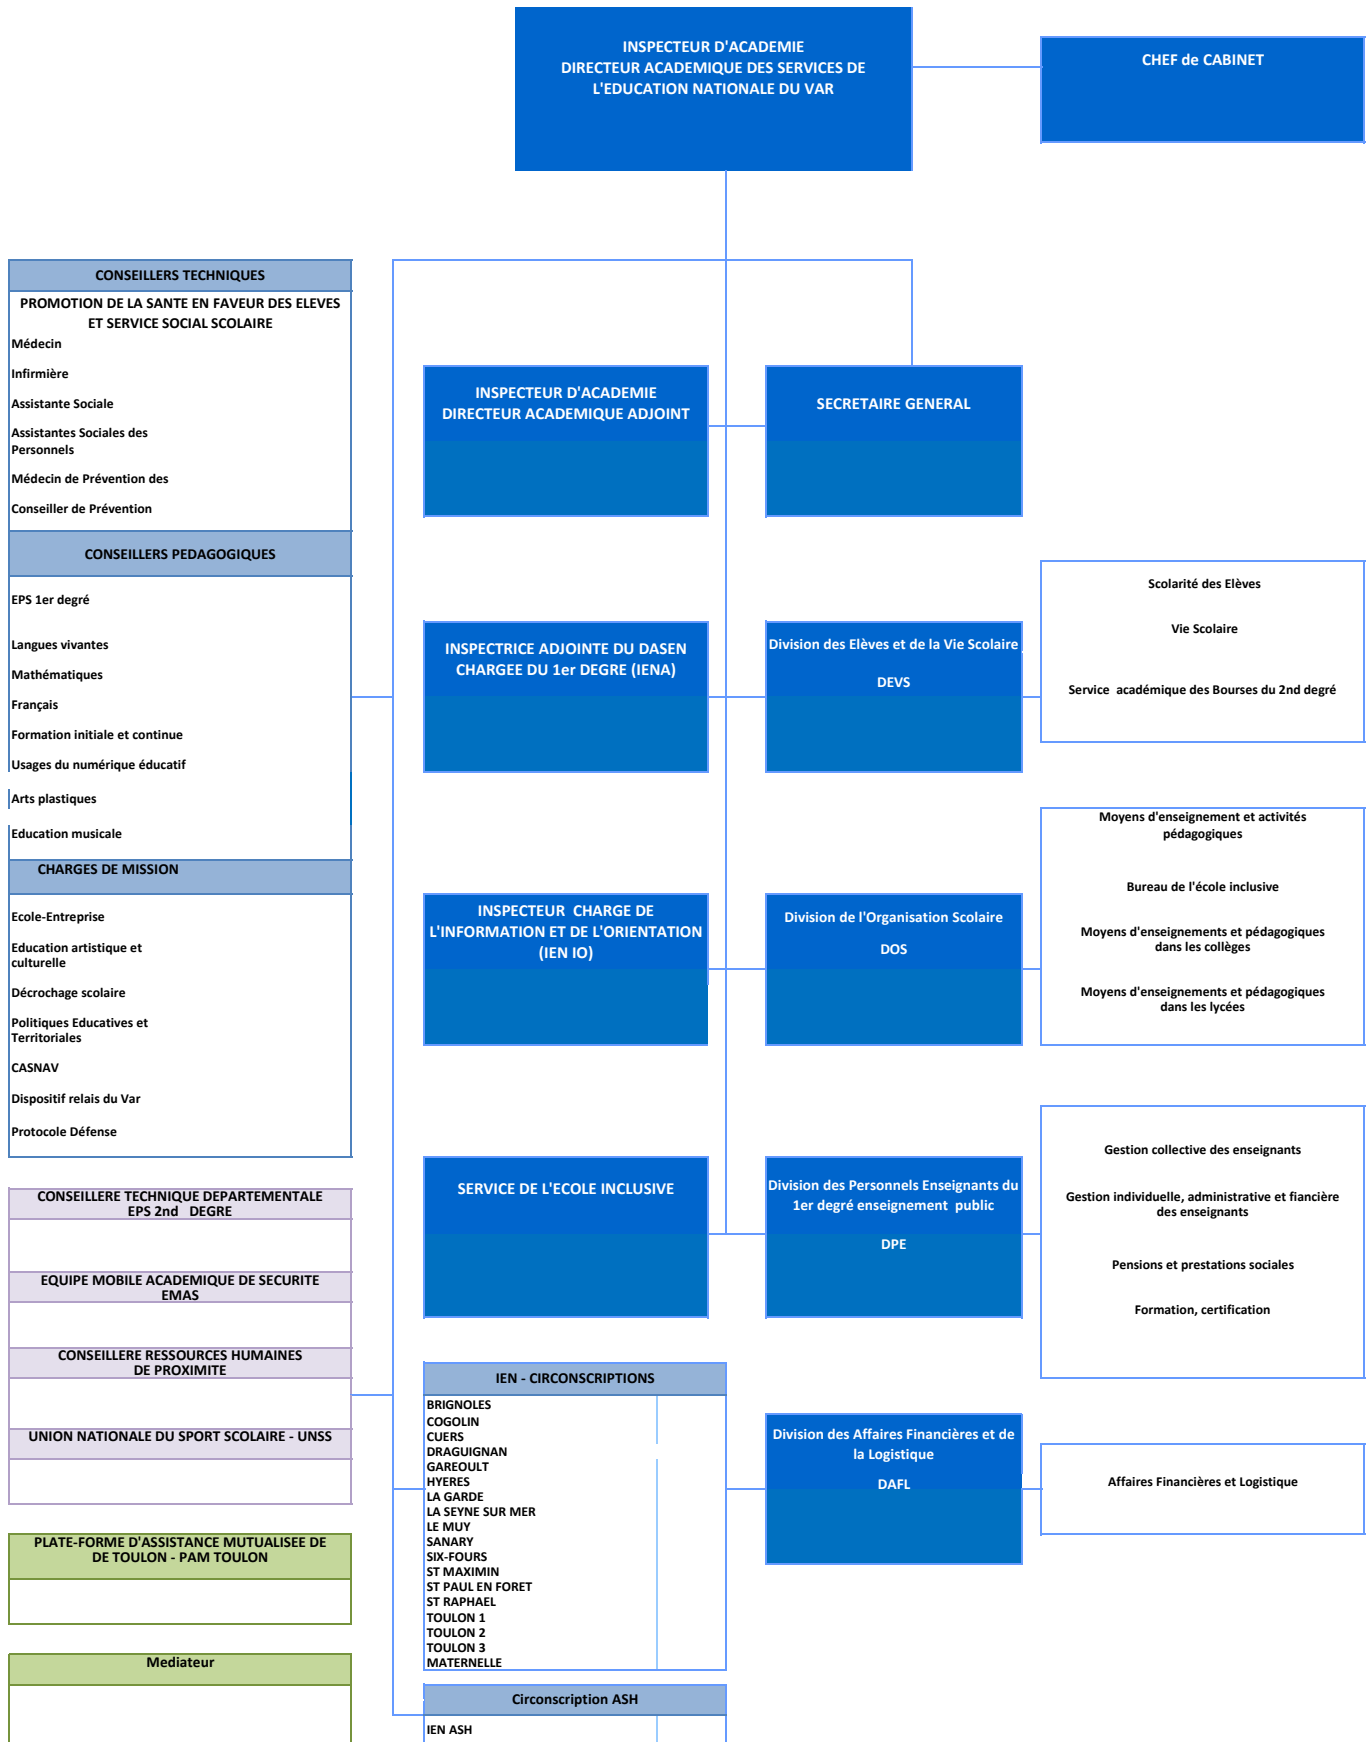 INSPECTEUR D'ACADEMIE
DIRECTEUR ACADEMIQUE DES SERVICES DE
L'EDUCATION NATIONALE DU VAR
CHEF de CABINET
CONSEILLERS TECHNIQUES
PROMOTION DE LA SANTE EN FAVEUR DES ELEVES
ET SERVICE SOCIAL SCOLAIRE
Médecin
Infirmière
Assistante Sociale
Assistantes Sociales des
Personnels
Médecin de Prévention des
Conseiller de Prévention
CONSEILLERS PEDAGOGIQUES
EPS 1er degré
Langues vivantes
Mathématiques
Français
Formation initiale et continue
Usages du numérique éducatif
Arts plastiques
Education musicale
CHARGES DE MISSION
Ecole-Entreprise
Education artistique et
culturelle
Décrochage scolaire
Politiques Educatives et
Territoriales
CASNAV
Dispositif relais du Var
Protocole Défense
CONSEILLERE TECHNIQUE DEPARTEMENTALE
EPS 2nd DEGRE
EQUIPE MOBILE ACADEMIQUE DE SECURITE
EMAS
CONSEILLERE RESSOURCES HUMAINES
DE PROXIMITE
UNION NATIONALE DU SPORT SCOLAIRE - UNSS
PLATE-FORME D'ASSISTANCE MUTUALISEE DE
DE TOULON - PAM TOULON
Mediateur
INSPECTEUR D'ACADEMIE
DIRECTEUR ACADEMIQUE ADJOINT
SECRETAIRE GENERAL
INSPECTRICE ADJOINTE DU DASEN
CHARGEE DU 1er DEGRE (IENA)
Division des Elèves et de la Vie Scolaire
DEVS
Scolarité des Elèves
Vie Scolaire
Service académique des Bourses du 2nd degré
INSPECTEUR CHARGE DE
L'INFORMATION ET DE L'ORIENTATION
(IEN IO)
Division de l'Organisation Scolaire
DOS
Moyens d'enseignement et activités
pédagogiques
Bureau de l'école inclusive
Moyens d'enseignements et pédagogiques
dans les collèges
Moyens d'enseignements et pédagogiques
dans les lycées
SERVICE DE L'ECOLE INCLUSIVE
Division des Personnels Enseignants du
1er degré enseignement public
DPE
Gestion collective des enseignants
Gestion individuelle, administrative et fiancière
des enseignants
Pensions et prestations sociales
Formation, certification
IEN - CIRCONSCRIPTIONS
BRIGNOLES
COGOLIN
CUERS
DRAGUIGNAN
GAREOULT
HYERES
LA GARDE
LA SEYNE SUR MER
LE MUY
SANARY
SIX-FOURS
ST MAXIMIN
ST PAUL EN FORET
ST RAPHAEL
TOULON 1
TOULON 2
TOULON 3
MATERNELLE
Division des Affaires Financières et de
la Logistique
DAFL
Affaires Financières et Logistique
Circonscription ASH
IEN ASH